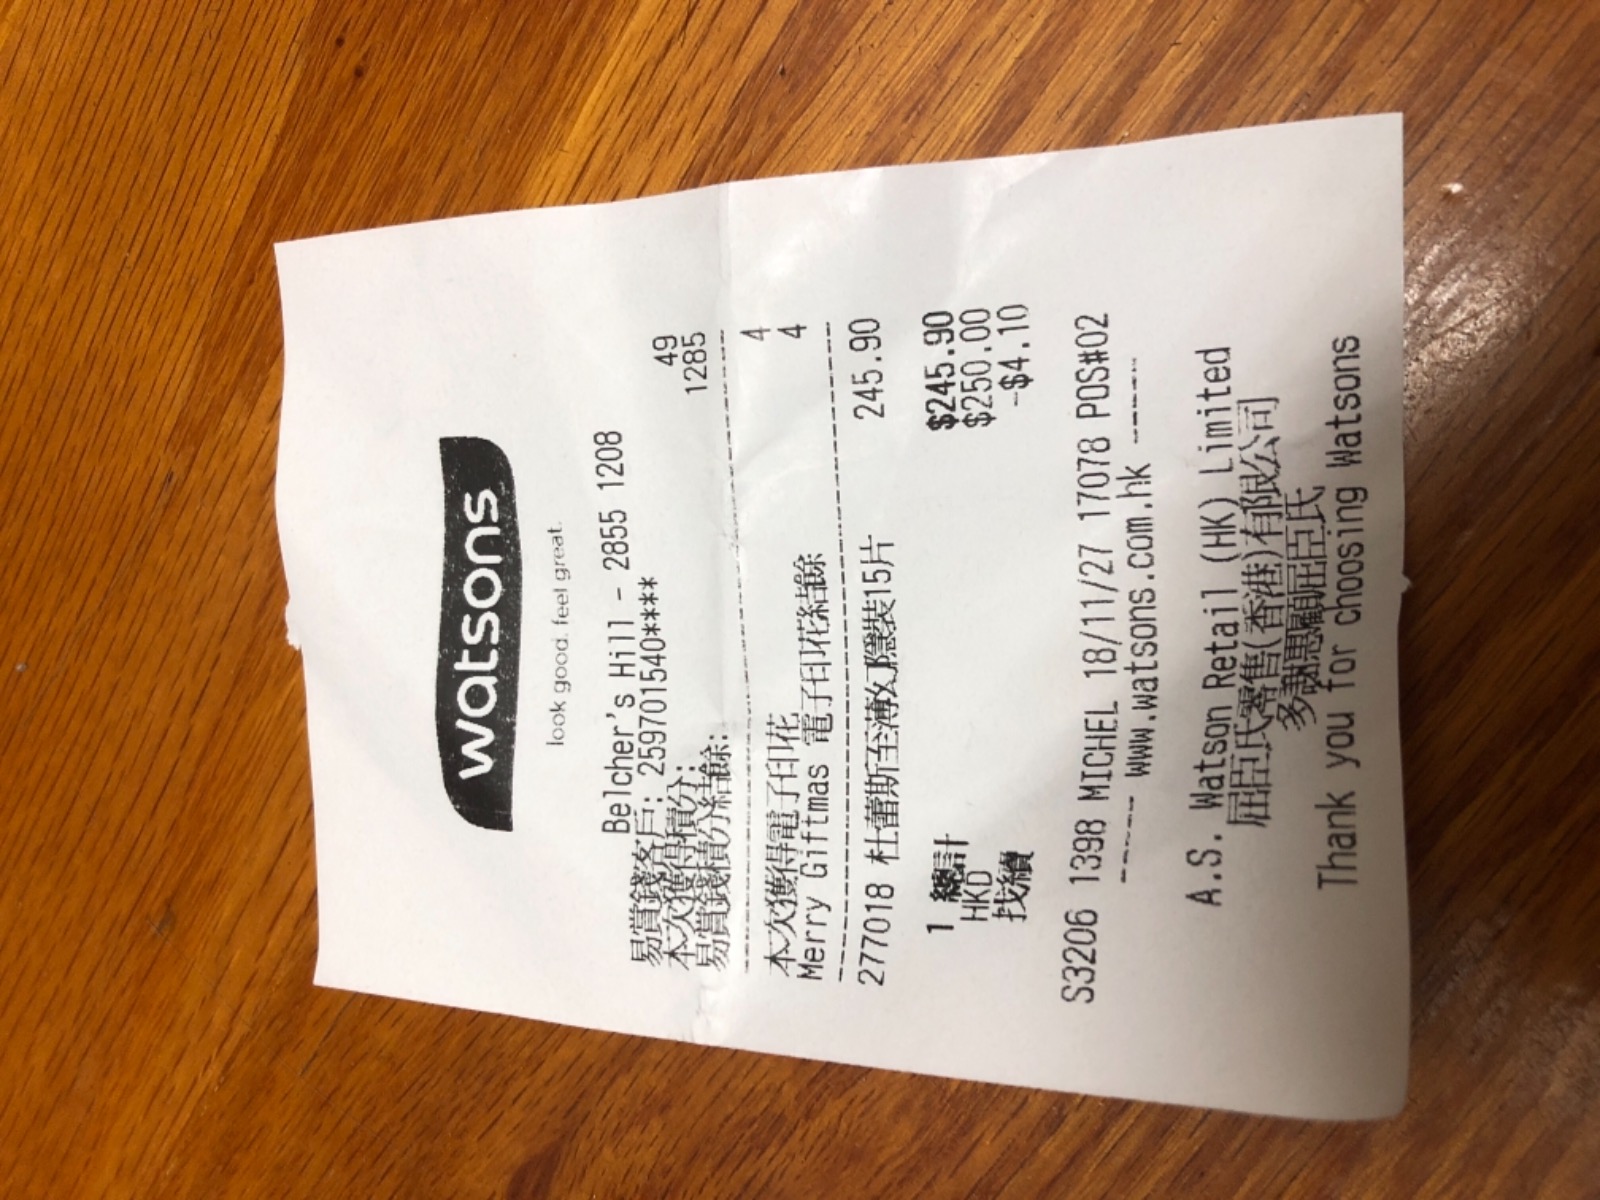 watsons
look good. feel great.
Belcher's Hill - 2855 1208
易賞錢客戶: 259701540****
本次獲得積分: 49
易賞錢積分結餘: 1285
本次獲得電子印花 4
Merry Giftmas 電子印花結餘 4
277018 杜蕾斯至薄幻隱裝15片 245.90
1 總計 $245.90
HKD $250.00
找續 -$4.10
S3206 1398 MICHEL 18/11/27 17078 POS#02
----- www.watsons.com.hk -----
A.S. Watson Retail (HK) Limited
屈臣氏零售(香港)有限公司
多謝惠顧屈臣氏
Thank you for choosing Watsons